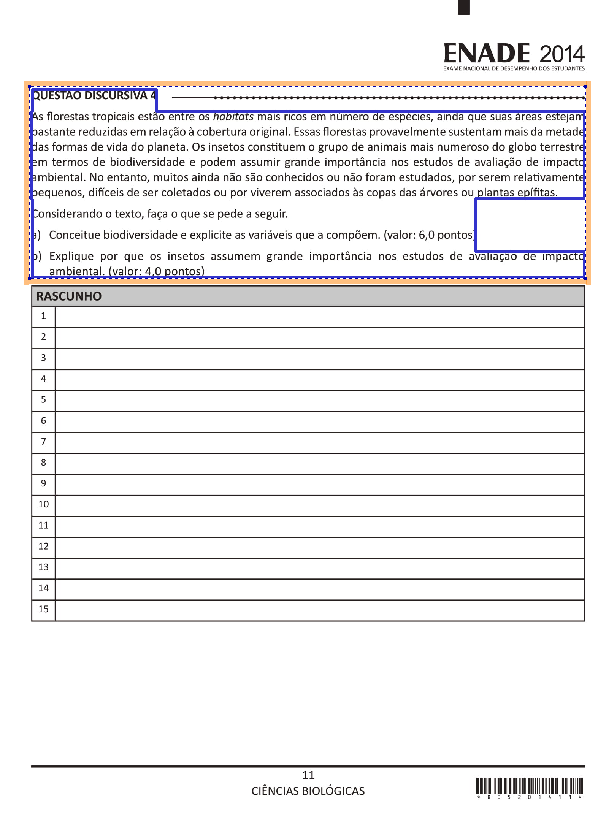 ENADE 2014
EXAME NACIONAL DE DESEMPENHO DOS ESTUDANTES
QUESTÃO DISCURSIVA 4
As florestas tropicais estão entre os habitats mais ricos em número de espécies, ainda que suas áreas estejam
bastante reduzidas em relação à cobertura original. Essas florestas provavelmente sustentam mais da metade
das formas de vida do planeta. Os insetos constituem o grupo de animais mais numeroso do globo terrestre
em termos de biodiversidade e podem assumir grande importância nos estudos de avaliação de impacto
ambiental. No entanto, muitos ainda não são conhecidos ou não foram estudados, por serem relativamente
pequenos, difíceis de ser coletados ou por viverem associados às copas das árvores ou plantas epífitas.
Considerando o texto, faça o que se pede a seguir.
a) Conceitue biodiversidade e explicite as variáveis que a compõem. (valor: 6,0 pontos)
b) Explique por que os insetos assumem grande importância nos estudos de avaliação de impacto
ambiental. (valor: 4,0 pontos)
RASCUNHO
1
2
3
4
5
6
7
8
9
10
11
12
13
14
15
11
CIÊNCIAS BIOLÓGICAS